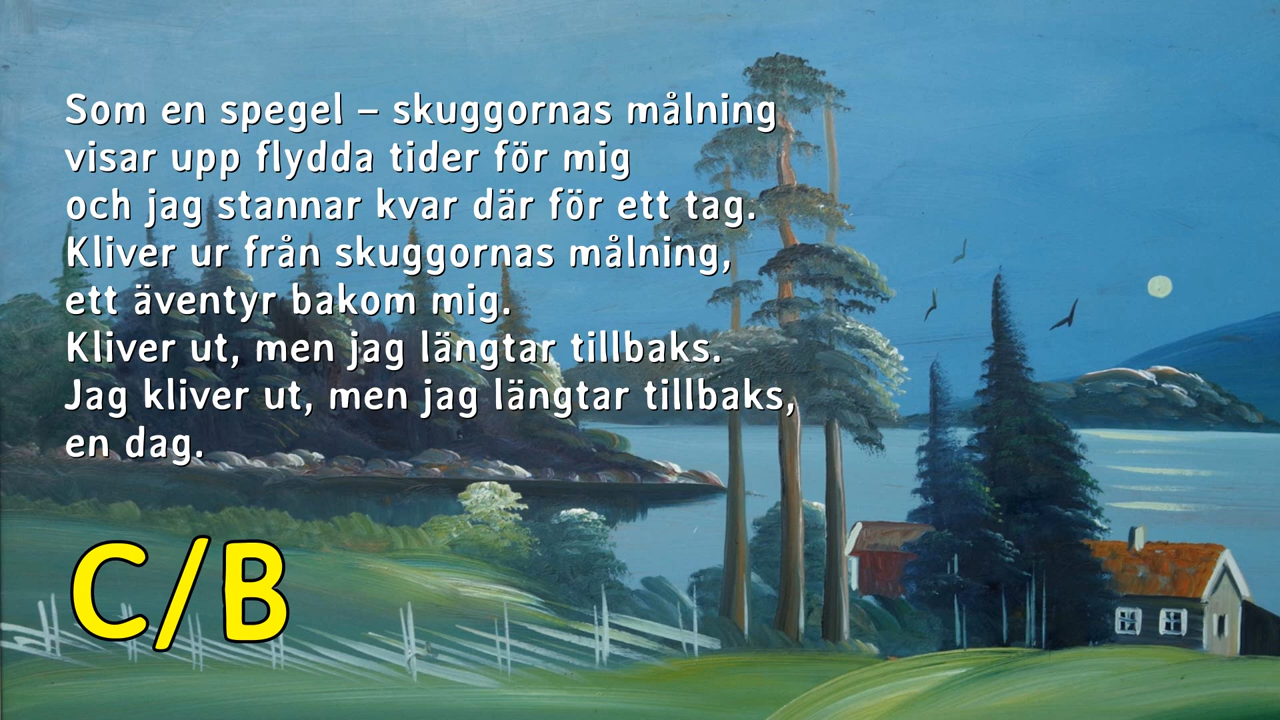 Som en spegel – skuggornas målning
visar upp flydda tider för mig
och jag stannar kvar där för ett tag.
Kliver ur från skuggornas målning,
ett äventyr bakom mig.
Kliver ut, men jag längtar tillbaks.
Jag kliver ut, men jag längtar tillbaks,
en dag.
C/B